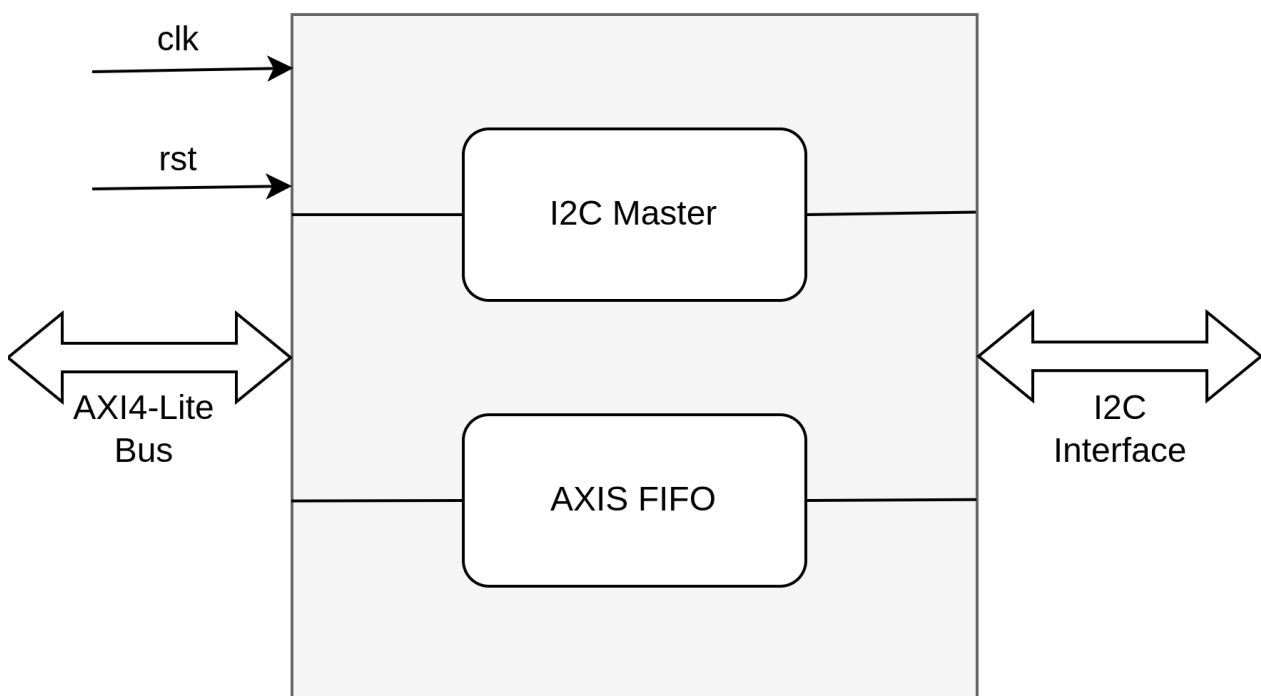 clk
rst
I2C Master
AXI4-Lite
Bus
I2C
Interface
AXIS FIFO